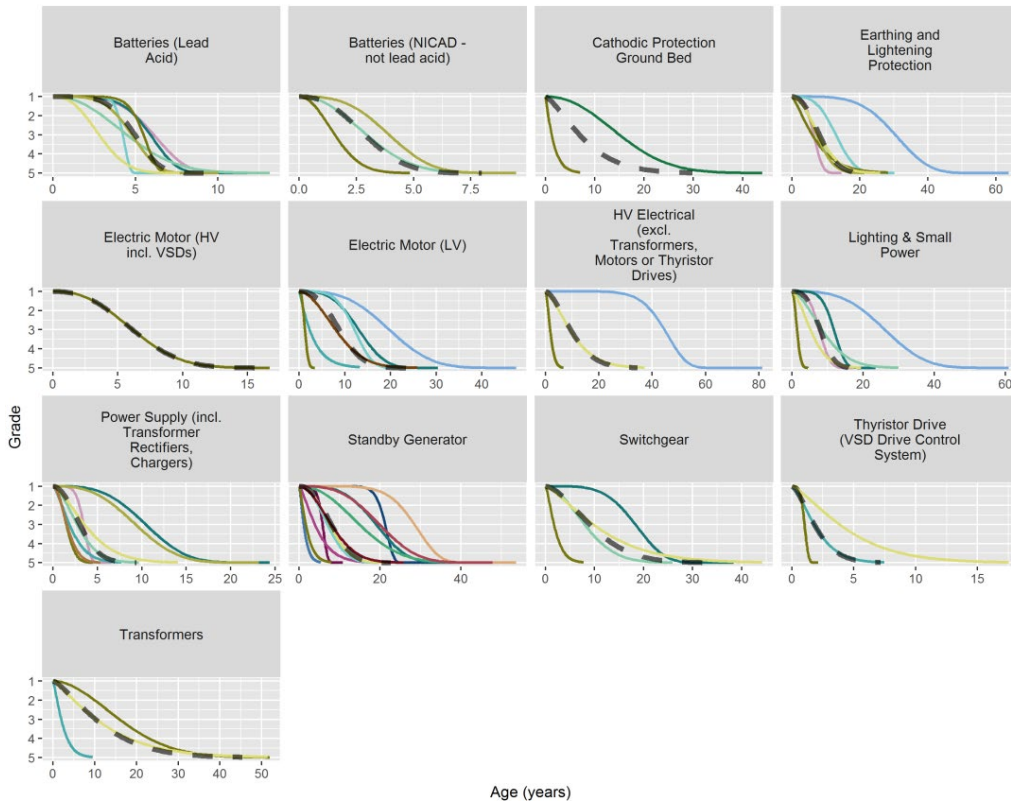 Batteries (Lead
Acid)
Batteries (NICAD -
not lead acid)
Cathodic Protection
Ground Bed
Earthing and
Lightening
Protection
1
2
3
4
5
0 5 10
0.0 2.5 5.0 7.5
0 10 20 30 40
0 20 40 60
Electric Motor (HV
incl. VSDs)
Electric Motor (LV)
HV Electrical
(excl.
Transformers,
Motors or Thyristor
Drives)
Lighting & Small
Power
1
2
3
4
5
0 5 10 15
0 10 20 30 40
0 20 40 60 80
0 10 20 30 40 50 60
Grade
Power Supply (incl.
Transformer
Rectifiers,
Chargers)
Standby Generator
Switchgear
Thyristor Drive
(VSD Drive Control
System)
1
2
3
4
5
0 5 10 15 20 25
0 20 40
0 10 20 30 40
0 5 10 15
Transformers
1
2
3
4
5
0 10 20 30 40 50
Age (years)